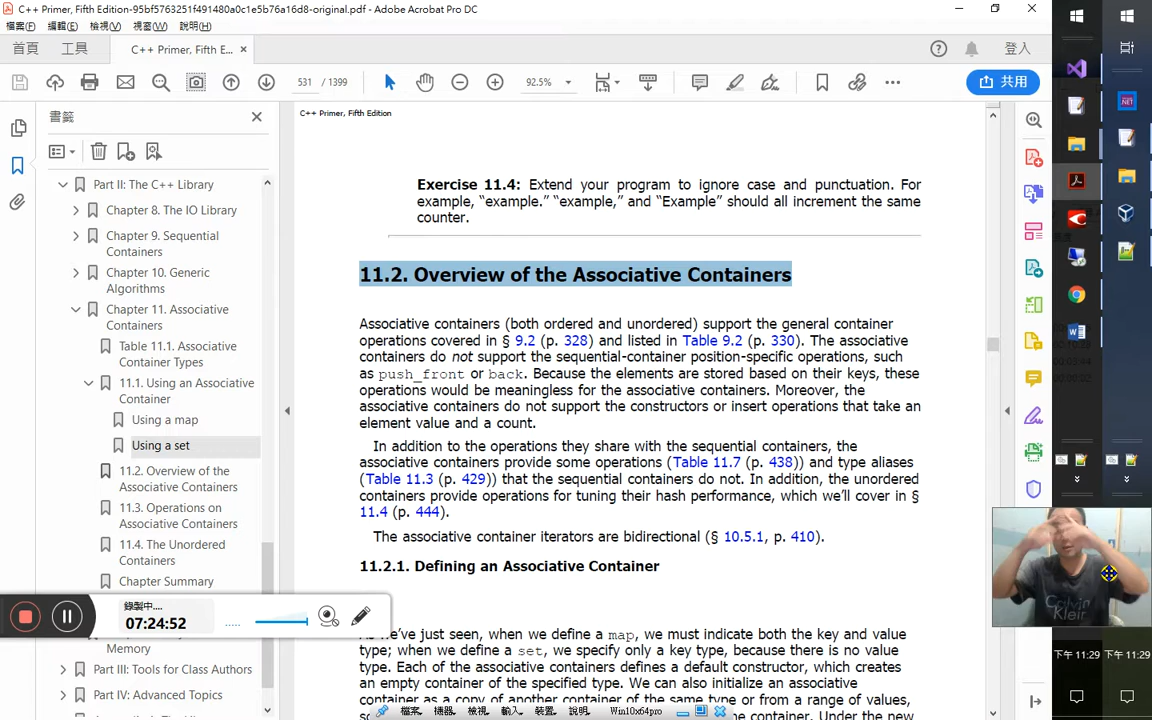 C++ Primer, Fifth Edition-95bf5763251f491480a0c1e5b76a16d8-original.pdf - Adobe Acrobat Pro DC
檔案(F) 編輯(E) 檢視(V) 視窗(W) 說明(H)
首頁 工具 C++ Primer, Fifth E... × 登入
531 / 1399 92.5% 共用
書籤
Part II: The C++ Library
Chapter 8. The IO Library
Chapter 9. Sequential
Containers
Chapter 10. Generic
Algorithms
Chapter 11. Associative
Containers
Table 11.1. Associative
Container Types
11.1. Using an Associative
Container
Using a map
Using a set
11.2. Overview of the
Associative Containers
11.3. Operations on
Associative Containers
11.4. The Unordered
Containers
Chapter Summary
Memory
Part III: Tools for Class Authors
Part IV: Advanced Topics
錄製中....
07:24:52
C++ Primer, Fifth Edition
Exercise 11.4: Extend your program to ignore case and punctuation. For
example, “example.” “example,” and “Example” should all increment the same
counter.
11.2. Overview of the Associative Containers
Associative containers (both ordered and unordered) support the general container
operations covered in § 9.2 (p. 328) and listed in Table 9.2 (p. 330). The associative
containers do not support the sequential-container position-specific operations, such
as push_front or back. Because the elements are stored based on their keys, these
operations would be meaningless for the associative containers. Moreover, the
associative containers do not support the constructors or insert operations that take an
element value and a count.
In addition to the operations they share with the sequential containers, the
associative containers provide some operations (Table 11.7 (p. 438)) and type aliases
(Table 11.3 (p. 429)) that the sequential containers do not. In addition, the unordered
containers provide operations for tuning their hash performance, which we’ll cover in §
11.4 (p. 444).
The associative container iterators are bidirectional (§ 10.5.1, p. 410).
11.2.1. Defining an Associative Container
As we’ve just seen, when we define a map, we must indicate both the key and value
type; when we define a set, we specify only a key type, because there is no value
type. Each of the associative containers defines a default constructor, which creates
an empty container of the specified type. We can also initialize an associative
container as a copy of another container of the same type or from a range of values,
檔案 機器 檢視 輸入 裝置 說明 Win10x64pro
container. Under the new
Calvin
Klein
下午 11:29 下午 11:29